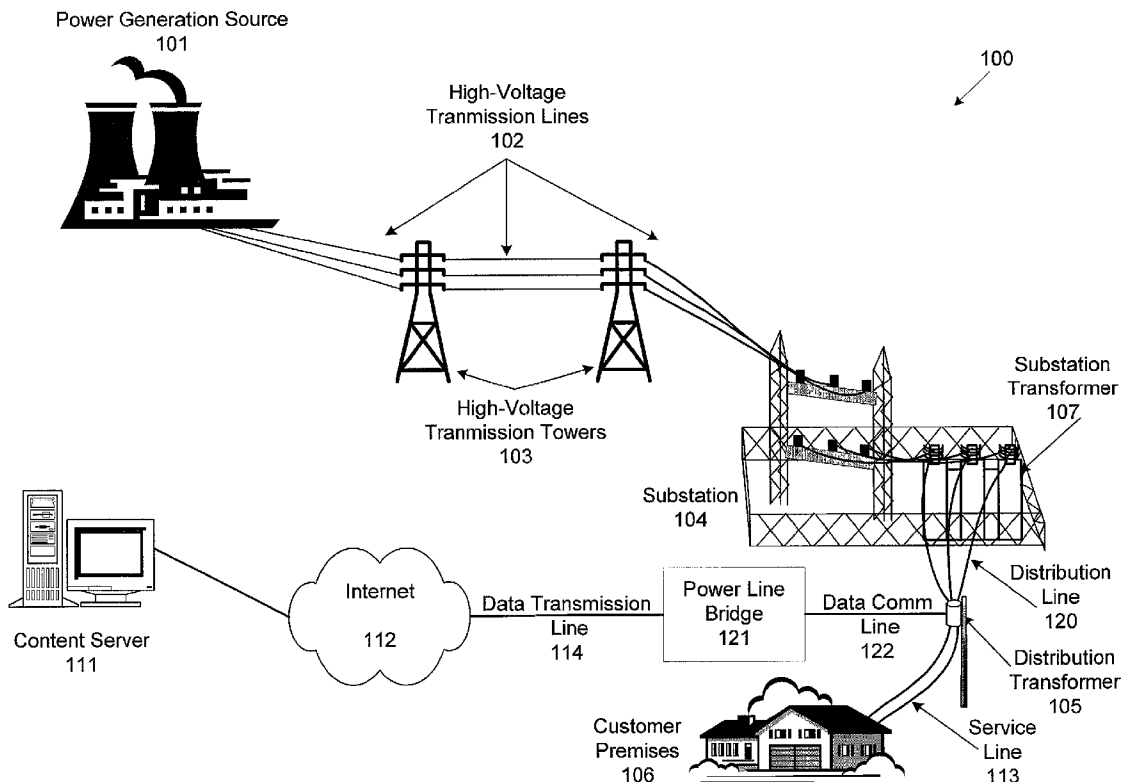 Power Generation Source
101
100
High-Voltage
Tranmission Lines
102
High-Voltage
Tranmission Towers
103
Substation
Transformer
107
Substation
104
Distribution
Line
120
Content Server
111
Internet
112
Data Transmission
Line
114
Power Line
Bridge
121
Data Comm
Line
122
Distribution
Transformer
105
Customer
Premises
106
Service
Line
113